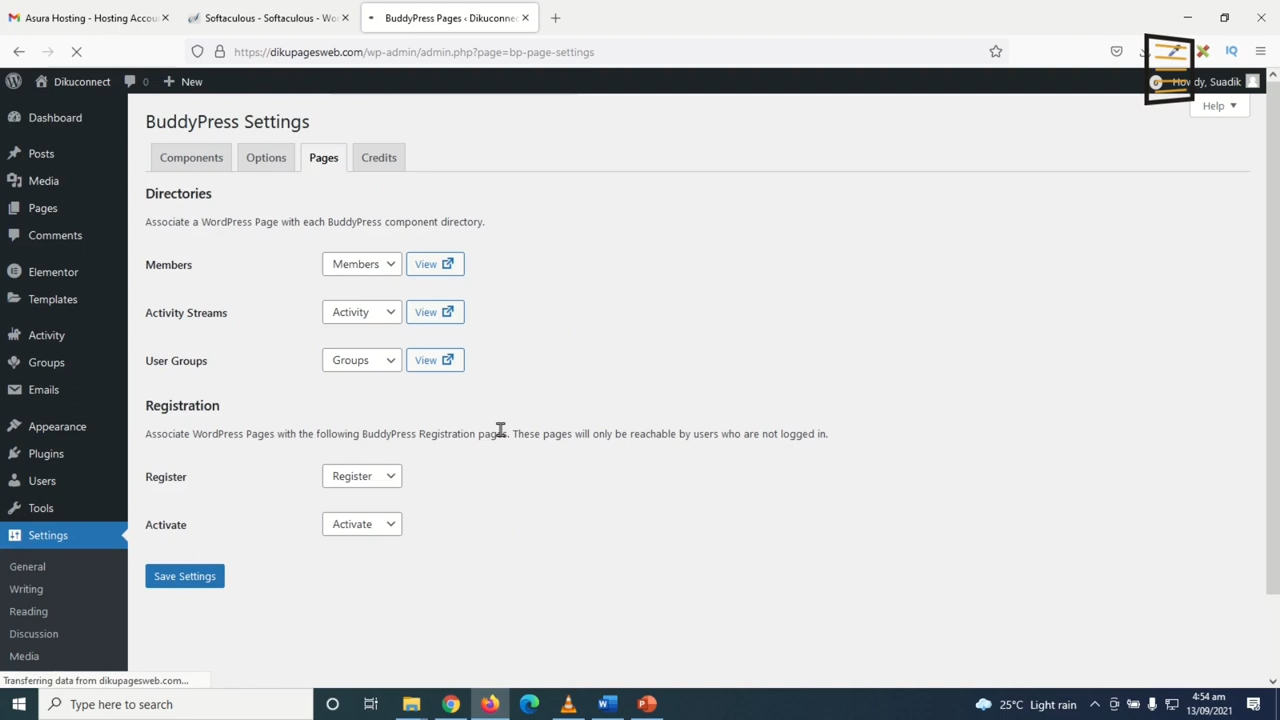 Asura Hosting - Hosting Accou
Softaculous - Softaculous - Wo
BuddyPress Pages ‹ Dikuconnec
https://dikupagesweb.com/wp-admin/admin.php?page=bp-page-settings
IQ
Dikuconnect
0
New
Suadik
Help
Dashboard
Posts
Media
Pages
Comments
Elementor
Templates
Activity
Groups
Emails
Appearance
Plugins
Users
Tools
Settings
General
Writing
Reading
Discussion
Media
BuddyPress Settings
Components
Options
Pages
Credits
Directories
Associate a WordPress Page with each BuddyPress component directory.
Members
Members
View
Activity Streams
Activity
View
User Groups
Groups
View
Registration
Associate WordPress Pages with the following BuddyPress Registration pages. These pages will only be reachable by users who are not logged in.
Register
Register
Activate
Activate
Save Settings
Transferring data from dikupagesweb.com...
Type here to search
25°C Light rain
4:54 am
13/09/2021